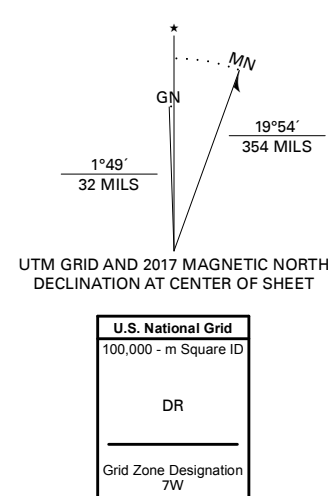 ★
MN
GN
19°54´
354 MILS
1°49´
32 MILS
UTM GRID AND 2017 MAGNETIC NORTH
DECLINATION AT CENTER OF SHEET
U.S. National Grid
100,000 - m Square ID
DR
Grid Zone Designation
7W